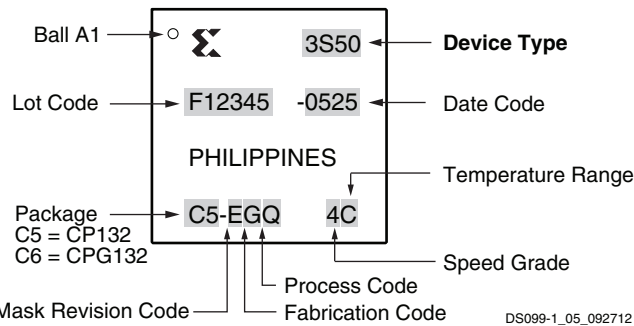 Ball A1
3S50
Device Type
Lot Code
F12345
-0525
Date Code
PHILIPPINES
Temperature Range
Package
C5 = CP132
C6 = CPG132
C5-EGQ
4C
Speed Grade
Process Code
Mask Revision Code
Fabrication Code
DS099-1_05_092712